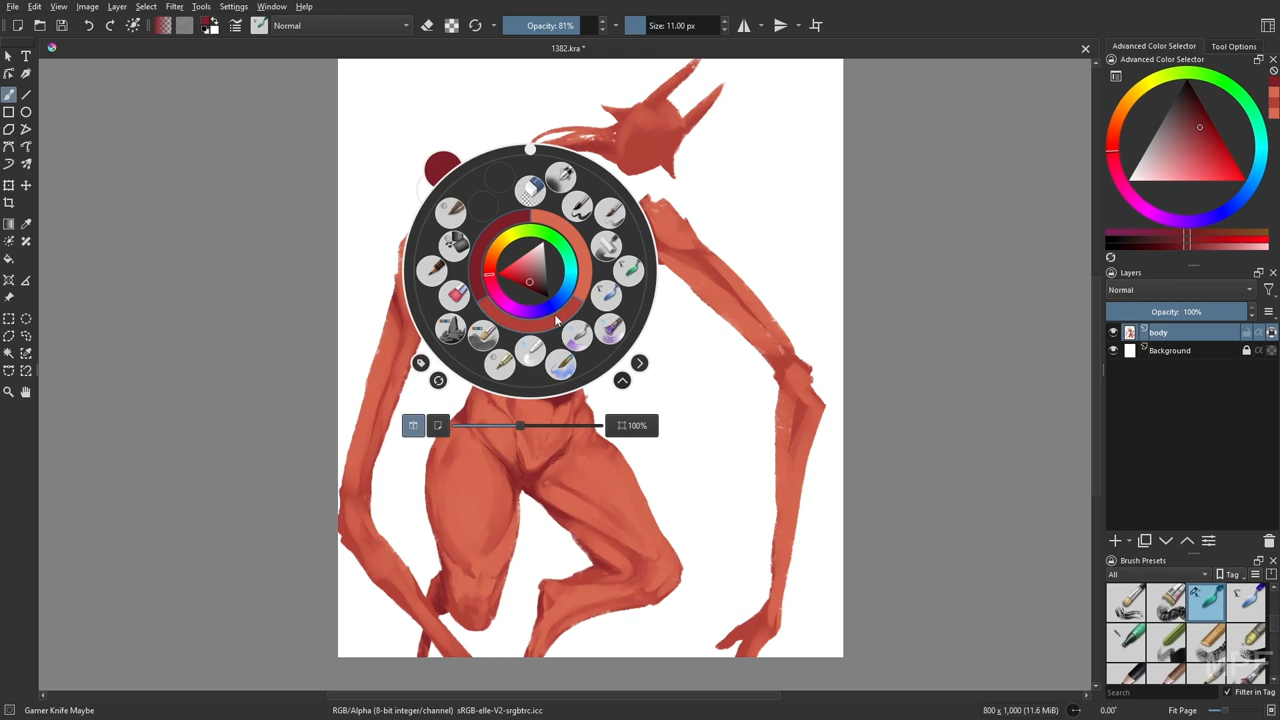 File Edit View Image Layer Select Filter Tools Settings Window Help
Normal
Opacity: 81%
Size: 11.00 px
1382.kra *
Advanced Color Selector
Tool Options
Advanced Color Selector
Layers
Normal
Opacity: 100%
body
Background
100%
Brush Presets
All
Tag
Search
Filter in Tag
Gamer Knife Maybe
RGB/Alpha (8-bit integer/channel) sRGB-elle-V2-srgbtrc.icc
800 x 1,000 (11.6 MiB)
0.00°
Fit Page